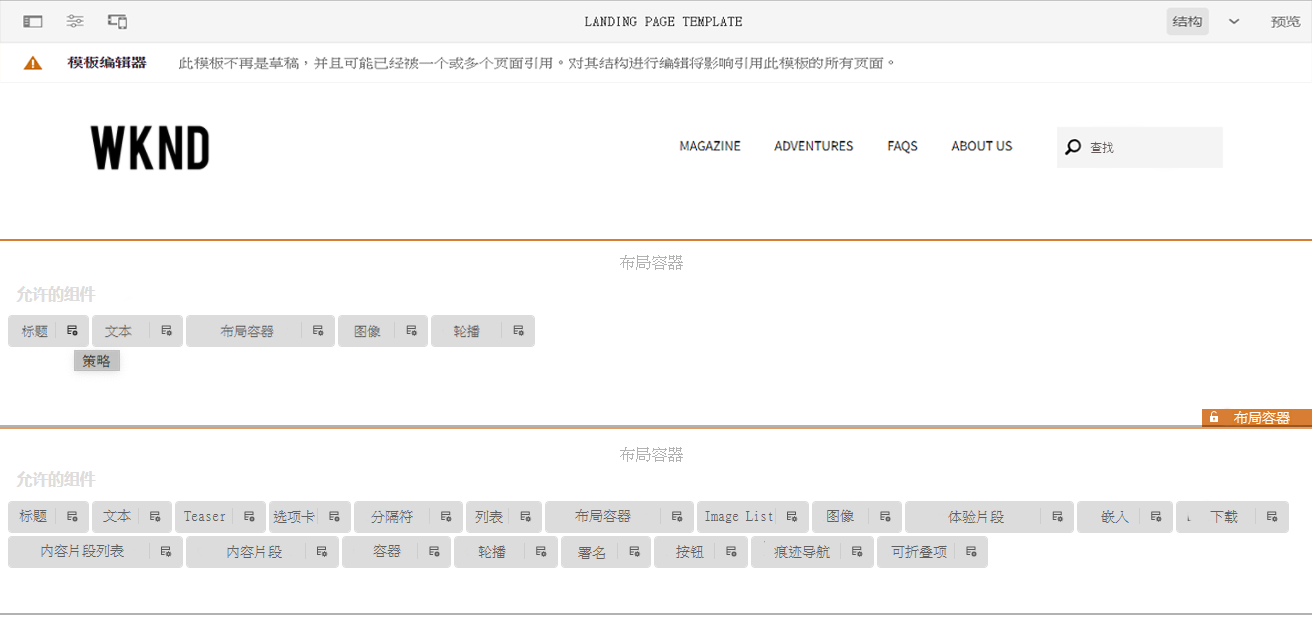 LANDING PAGE TEMPLATE 结构 预览
模板编辑器 此模板不再是草稿，并且可能已经被一个或多个页面引用。对其结构进行编辑将影响引用此模板的所有页面。
WKND MAGAZINE ADVENTURES FAQS ABOUT US 查找
布局容器
允许的组件
标题 文本 布局容器 图像 轮播
策略
布局容器
布局容器
允许的组件
标题 文本 Teaser 选项卡 分隔符 列表 布局容器 Image List 图像 体验片段 嵌入 下载
内容片段列表 内容片段 容器 轮播 署名 按钮 痕迹导航 可折叠项